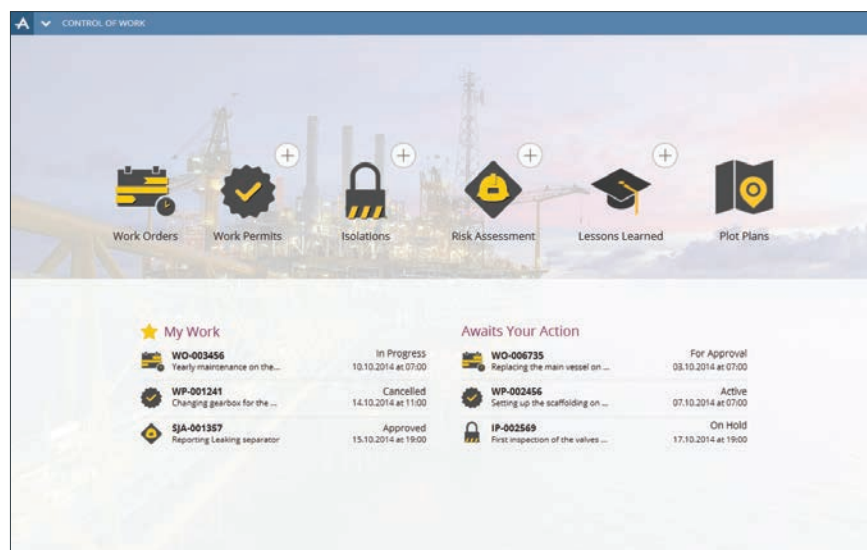 CONTROL OF WORK
Work Orders
Work Permits
Isolations
Risk Assessment
Lessons Learned
Plot Plans
My Work
WO-003456
In Progress
Yearly maintenance on the...
10.10.2014 at 07:00
WP-001241
Cancelled
Changing gearbox for the ...
14.10.2014 at 11:00
SJA-001357
Approved
Reporting Leaking separator
15.10.2014 at 19:00
Awaits Your Action
WO-006735
For Approval
Replacing the main vessel on ...
03.10.2014 at 07:00
WP-002456
Active
Setting up the scaffolding on ...
07.10.2014 at 07:00
IP-002569
On Hold
First inspection of the valves ...
17.10.2014 at 19:00